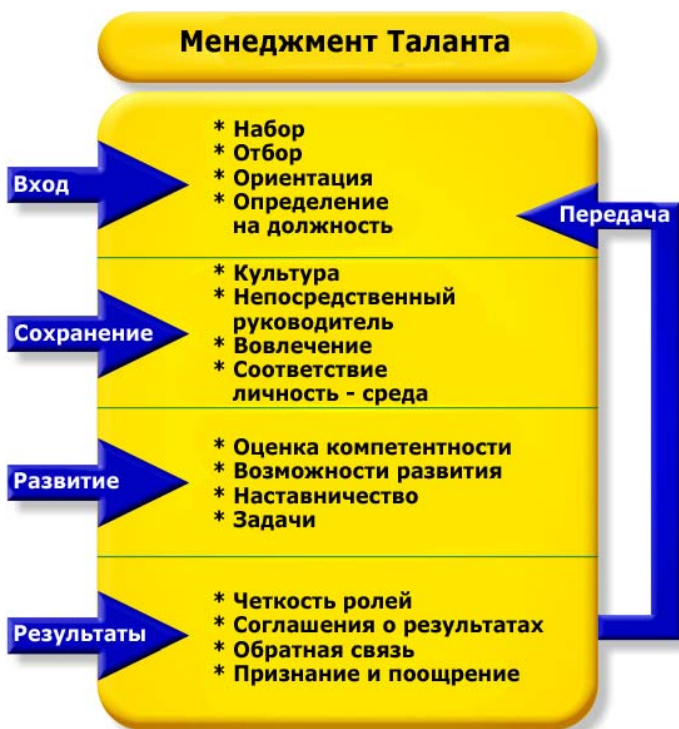 Менеджмент Таланта
Вход
* Набор
* Отбор
* Ориентация
* Определение
на должность
Передача
Сохранение
* Культура
* Непосредственный
руководитель
* Вовлечение
* Соответствие
личность - среда
Развитие
* Оценка компетентности
* Возможности развития
* Наставничество
* Задачи
Результаты
* Четкость ролей
* Соглашения о результатах
* Обратная связь
* Признание и поощрение